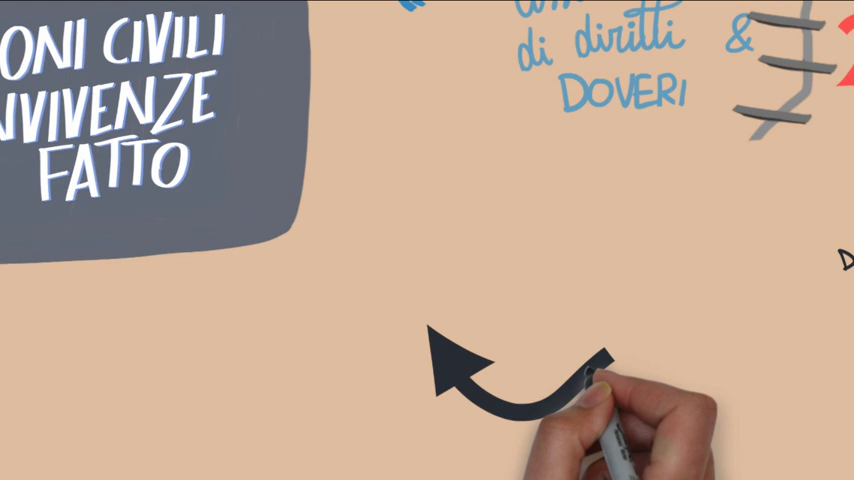 ONI CIVILI
NVIVENZE
FATTO
di diritti &
DOVERI